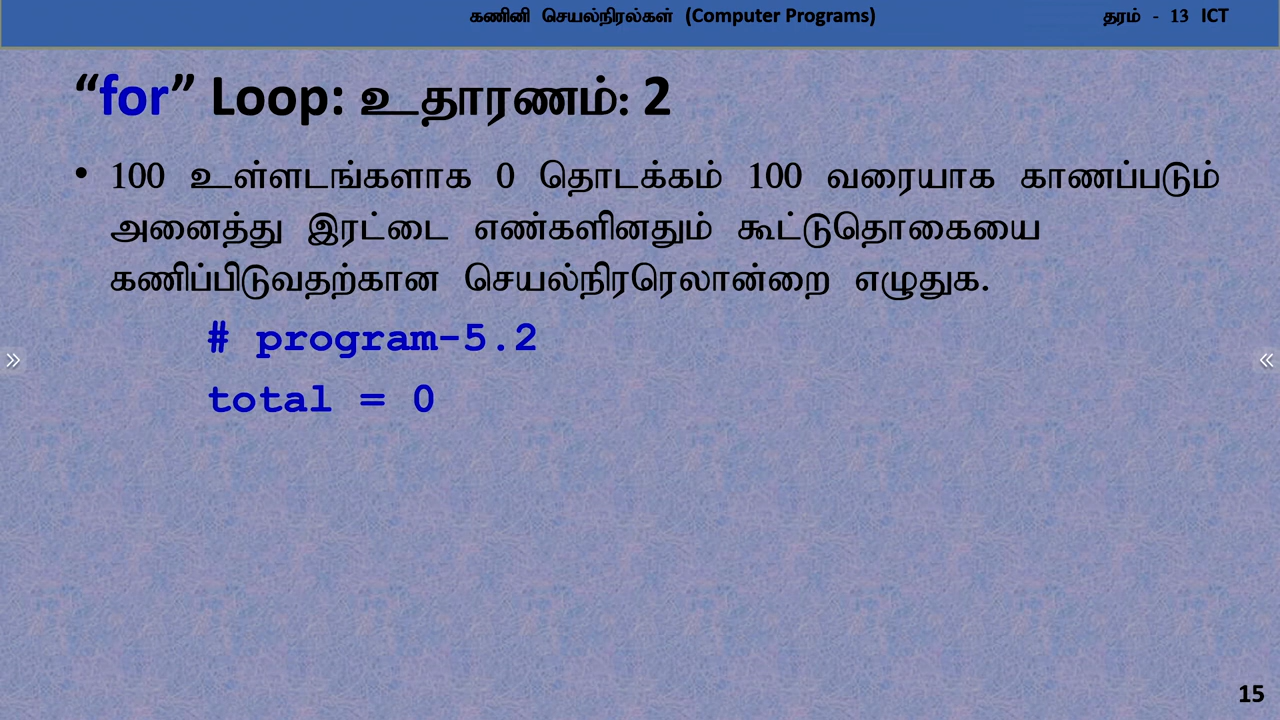 கணினி செயல்நிரல்கள் (Computer Programs) தரம் - 13 ICT
“for” Loop: உதாரணம்: 2
• 100 உள்ளடங்களாக 0 தொடக்கம் 100 வரையாக காணப்படும்
அனைத்து இரட்டை எண்களினதும் கூட்டுதொகையை
கணிப்பிடுவதற்கான செயல்நிரரெலான்றை எழுதுக.
# program-5.2
total = 0
15